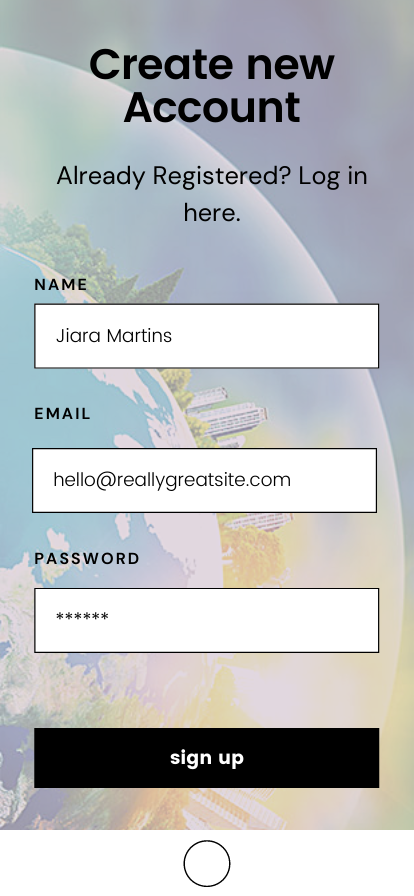 Create new
Account
Already Registered? Log in
here.
NAME
Jiara Martins
EMAIL
hello@reallygreatsite.com
PASSWORD
******
sign up